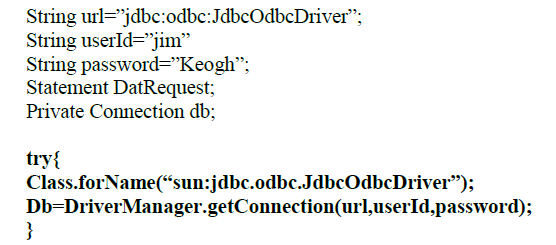 String url=”jdbc:odbc:JdbcOdbcDriver”;
String userId=”jim”
String password=”Keogh”;
Statement DatRequest;
Private Connection db;
try{
Class.forName(“sun:jdbc.odbc.JdbcOdbcDriver”);
Db=DriverManager.getConnection(url,userId,password);
}